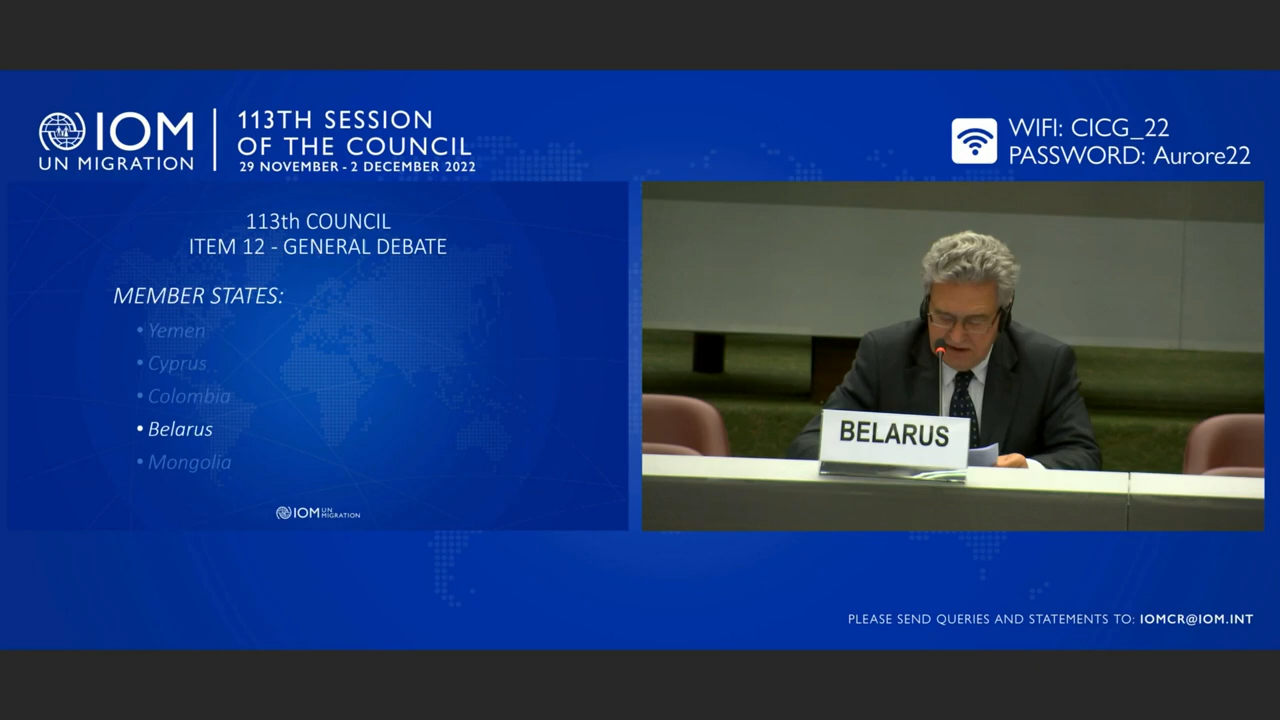 IOM
UN MIGRATION
113TH SESSION
OF THE COUNCIL
29 NOVEMBER - 2 DECEMBER 2022
WIFI: CICG_22
PASSWORD: Aurore22
113th COUNCIL
ITEM 12 - GENERAL DEBATE
MEMBER STATES:
• Yemen
• Cyprus
• Colombia
• Belarus
• Mongolia
IOM UN MIGRATION
BELARUS
PLEASE SEND QUERIES AND STATEMENTS TO: IOMCR@IOM.INT